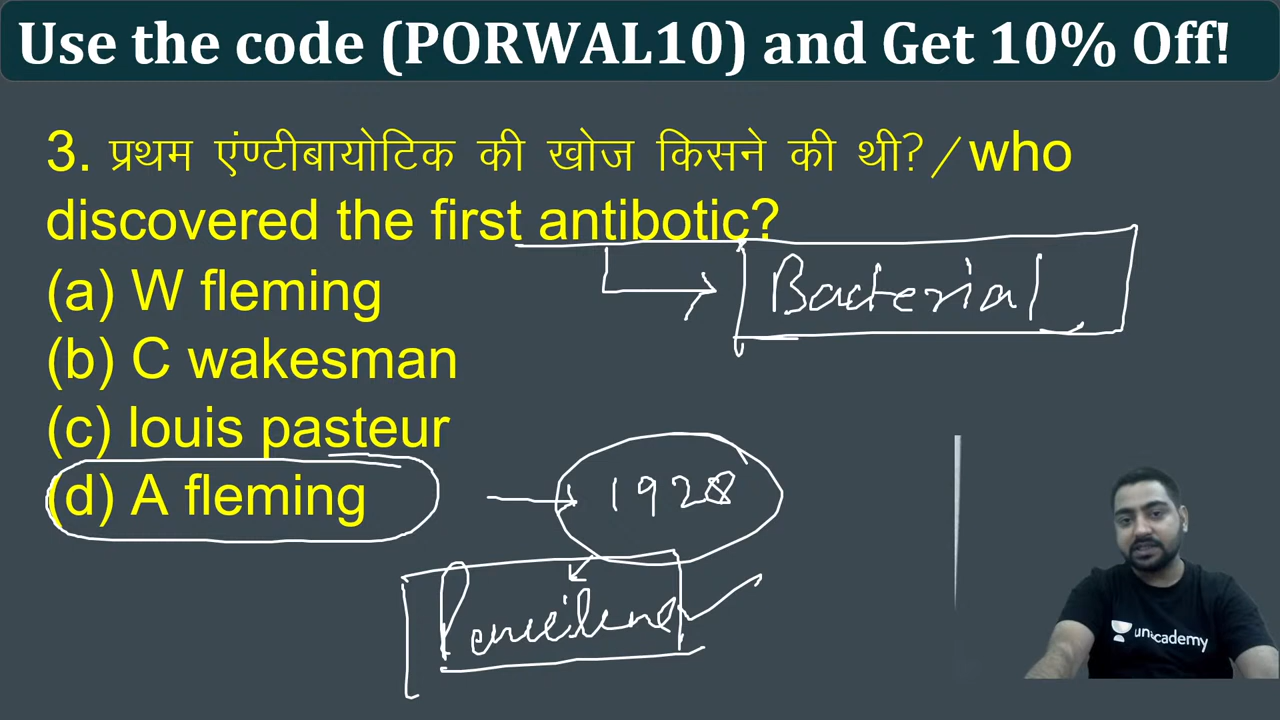 Use the code (PORWAL10) and Get 10% Off!
3. प्रथम एंण्टीबायोटिक की खोज किसने की थी?/who
discovered the first antibotic?
Bacterial
(a) W fleming
(b) C wakesman
(c) louis pasteur
(d) A fleming
1928
unacademy